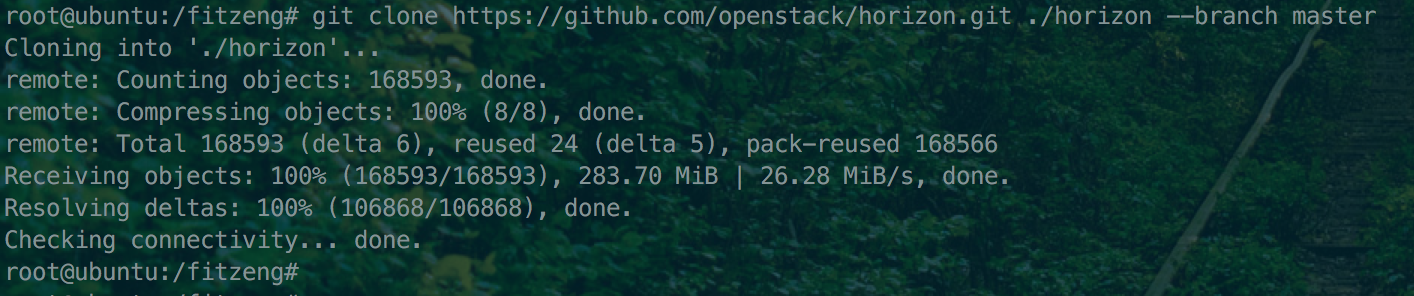 root@ubuntu:/fitzeng# git clone https://github.com/openstack/horizon.git ./horizon --branch master
Cloning into './horizon'...
remote: Counting objects: 168593, done.
remote: Compressing objects: 100% (8/8), done.
remote: Total 168593 (delta 6), reused 24 (delta 5), pack-reused 168566
Receiving objects: 100% (168593/168593), 283.70 MiB | 26.28 MiB/s, done.
Resolving deltas: 100% (106868/106868), done.
Checking connectivity... done.
root@ubuntu:/fitzeng#